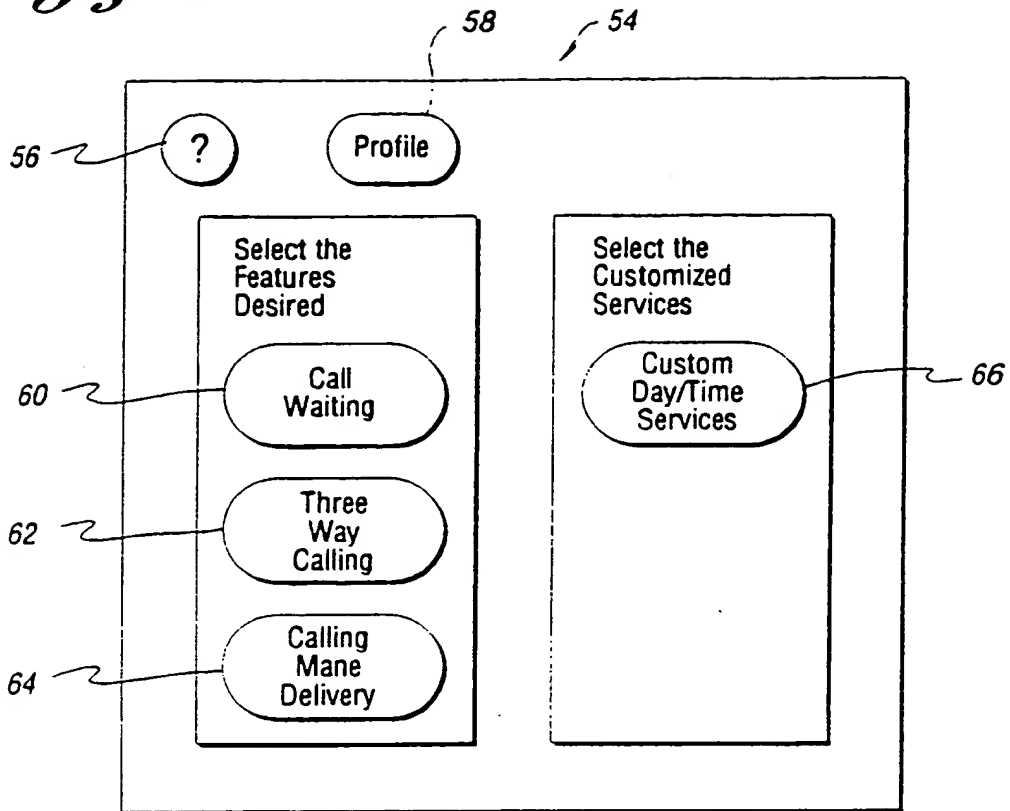 58
54
56
?
Profile
Select the
Features
Desired
60
Call
Waiting
62
Three
Way
Calling
64
Calling
Mane
Delivery
Select the
Customized
Services
Custom
Day/Time
Services
66